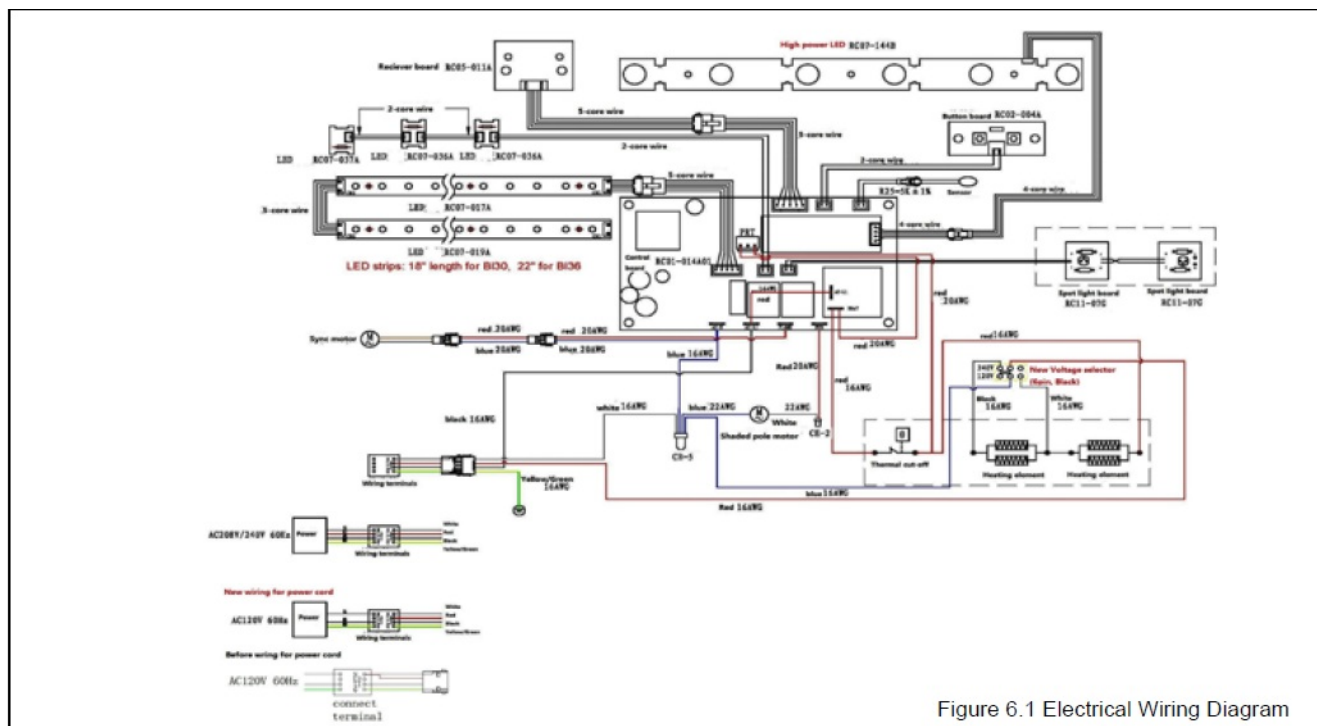 High power LED RC07-144B
Reciever board RC05-011A
2-core wire
5-core wire
Button board RC02-084A
5-core wire
LED RC07-037A
LED RC07-036A
LED RC07-036A
2-core wire
2-core wire
R25=5K ± 1%
Sensor
5-core wire
4-core wire
5-core wire
LED RC07-017A
4-core wire
PRT
LED RC07-019A
Control board
RC01-014A01
LED strips: 18" length for BI30, 22" for BI36
Spot light board
RC11-07G
Spot light board
RC11-07G
16AWG
red
red 20AWG
Sync motor
red 20AWG
red 20AWG
blue 20AWG
blue 20AWG
blue 16AWG
red 20AWG
red 16AWG
Red 20AWG
red 16AWG
240V
120V
New Voltage selector
(6pin, Black)
Black 16AWG
White 16AWG
black 16AWG
white 16AWG
blue 22AWG
22AWG
White
Shaded pole motor
CE-2
CE-5
Thermal cut-off
Heating element
Heating element
Wiring terminals
Yellow/Green
16AWG
blue 16AWG
Red 16AWG
AC208V/240V 60Hz
Power
Wiring terminals
White
Red
Black
Yellow/Green
New wiring for power cord
AC120V 60Hz
Power
Wiring terminals
White
Red
Black
Yellow/Green
Before wring for power cord
AC120V 60Hz
connect
terminal
Figure 6.1 Electrical Wiring Diagram